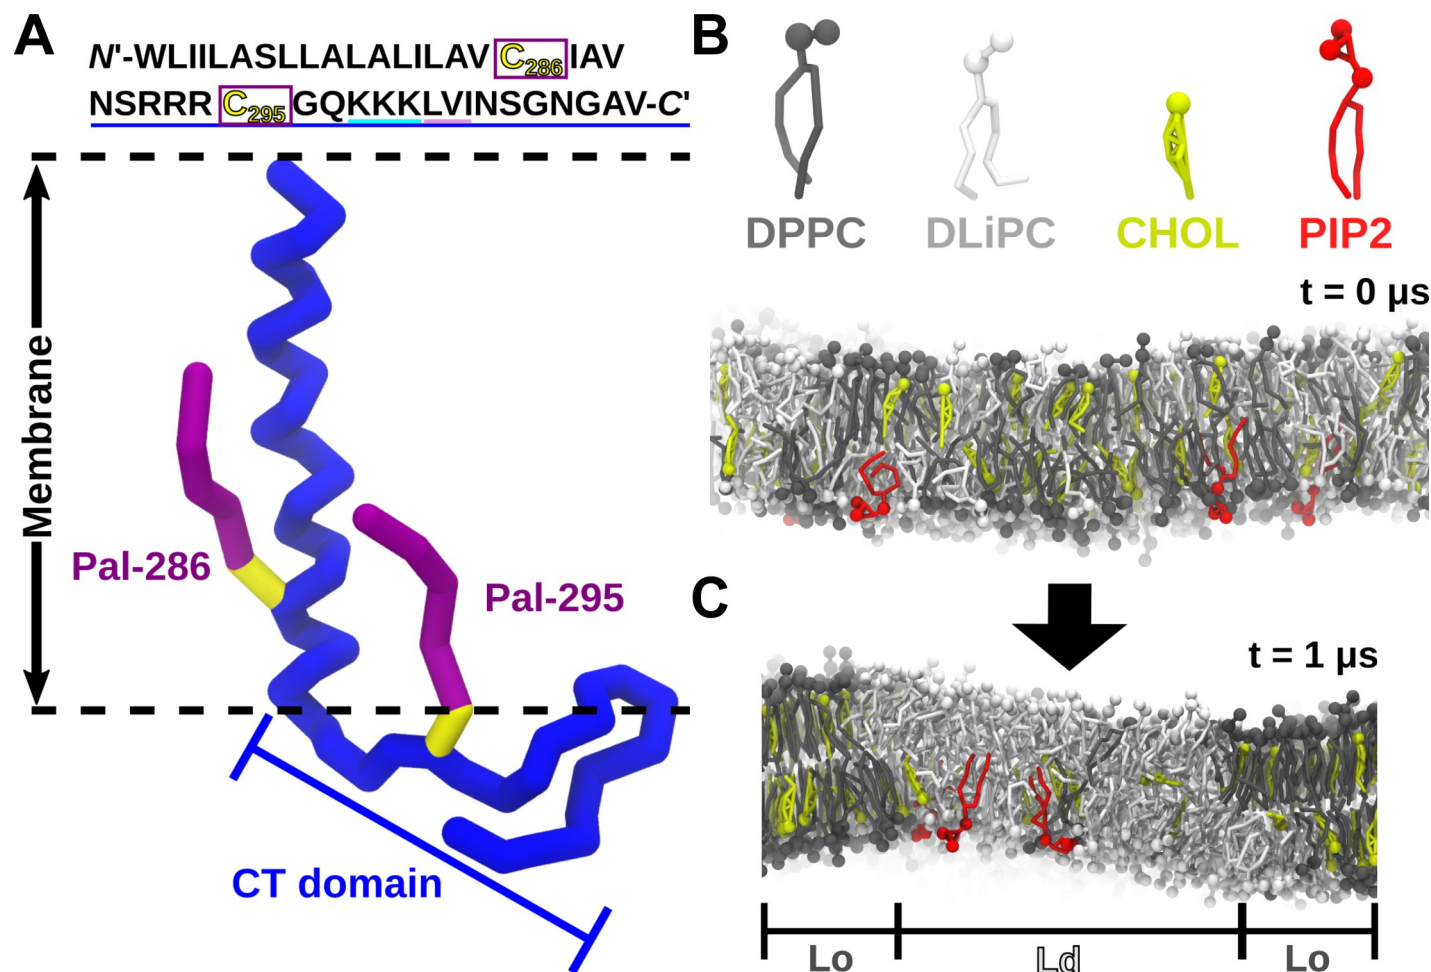 A
N'-WLIILASLLALALILAV C286 IAV
NSRRR C295 GQKKKLVINSGNGAV-C'
Membrane
Pal-286
Pal-295
CT domain
B
DPPC
DLiPC
CHOL
PIP2
t = 0 µs
C
t = 1 µs
Lo
Ld
Lo